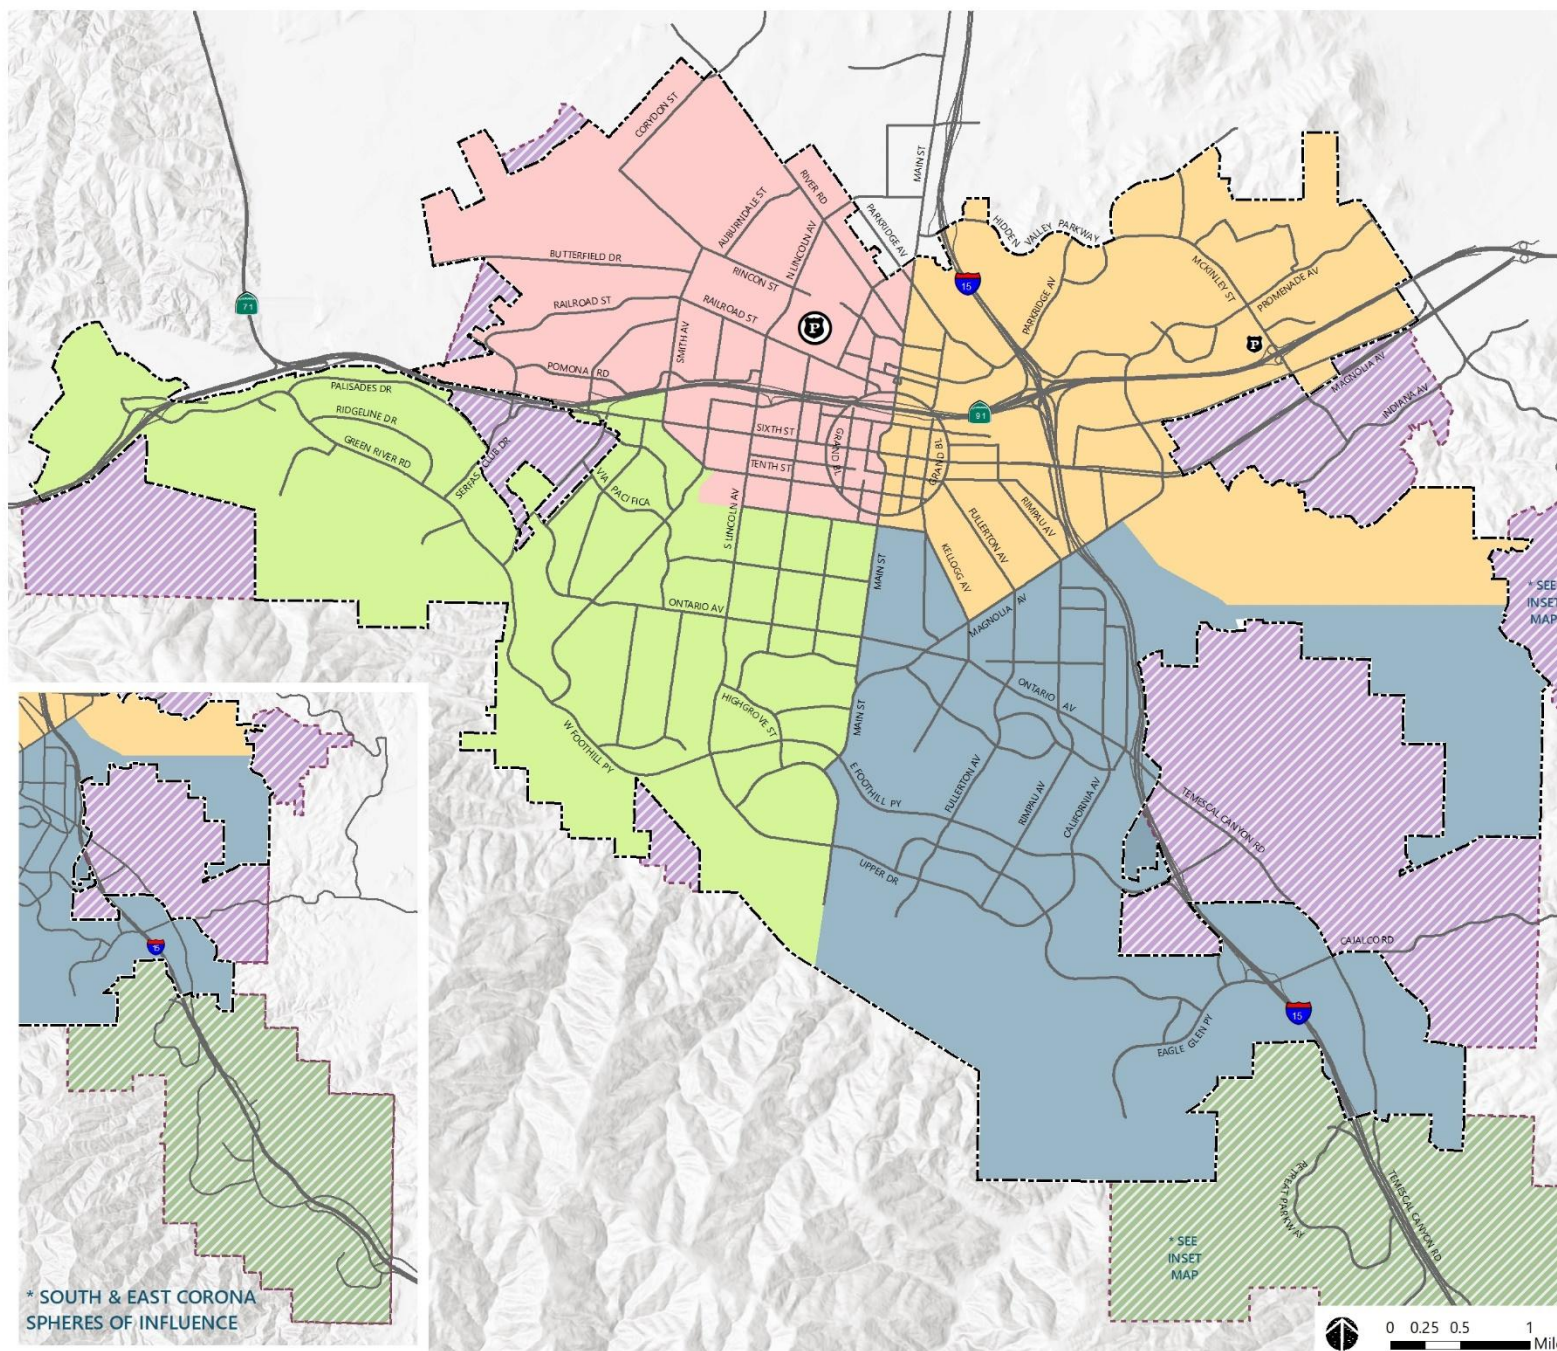 CORYDON ST
MAIN ST
RIVER RD
AUBURNDALE ST
PARKRIDGE AV
N LINCOLN AV
HIDDEN VALLEY PARKWAY
BUTTERFIELD DR
RINCON ST
MCKINLEY ST
PROMENADE AV
15
71
RAILROAD ST
RAILROAD ST
PARKRIDGE AV
P
SMITH AV
P
POMONA RD
MAGNOLIA AV
PALISADES DR
INDIANA AV
91
RIDGELINE DR
SIXTH ST
GRAND BL
GRAND BL
GREEN RIVER RD
SERFAS CLUB DR
TENTH ST
VIA PACIFICA
S LINCOLN AV
FULLERTON AV
RIMPAU AV
KELLOGG AV
MAIN ST
* SEE
INSET
MAP
ONTARIO AV
MAGNOLIA AV
ONTARIO AV
HIGHGROVE ST
MAIN ST
W FOOTHILL PY
E FOOTHILL PY
FULLERTON AV
RIMPAU AV
CALIFORNIA AV
TEMESCAL CANYON RD
UPPER DR
CAJALCO RD
15
15
EAGLE GLEN PY
RETREAT PARKWAY
TEMESCAL CANYON RD
* SEE
INSET
MAP
* SOUTH & EAST CORONA
SPHERES OF INFLUENCE
0 0.25 0.5 1